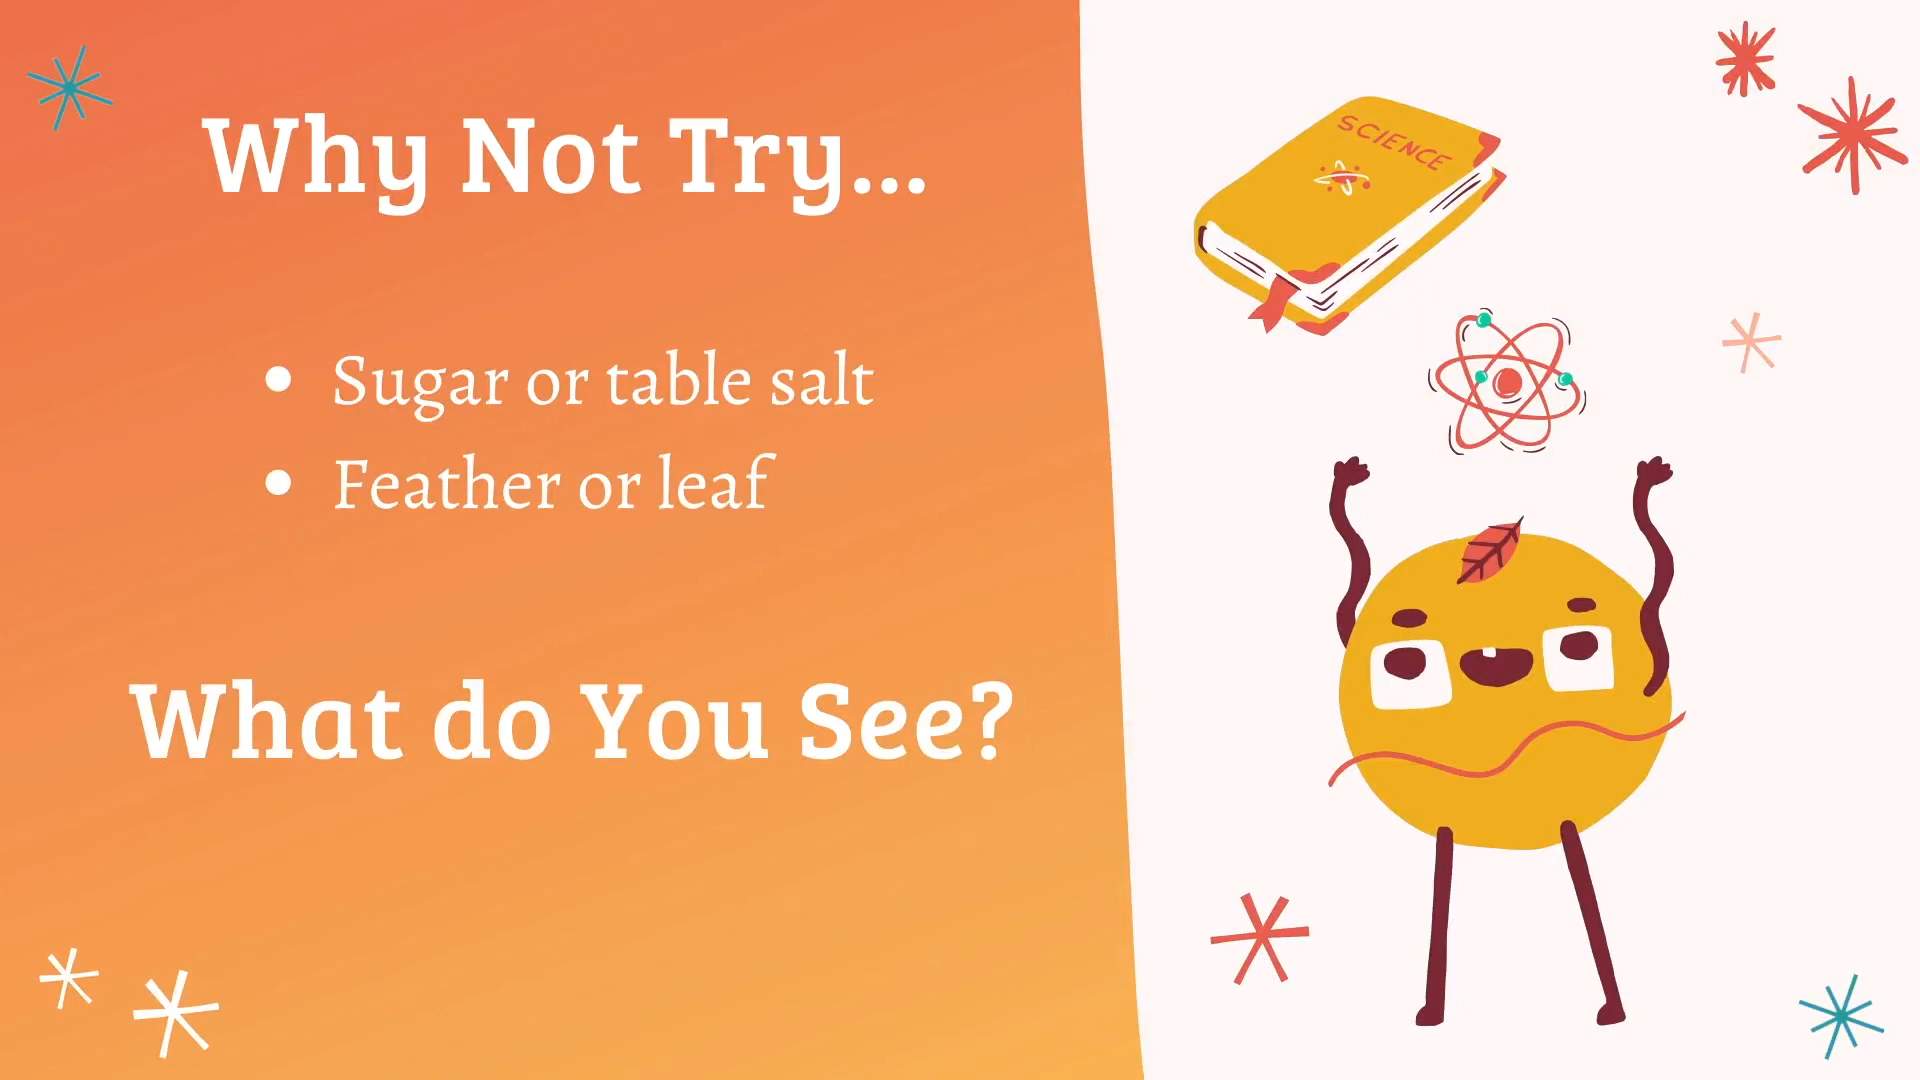 Why Not Try...
• Sugar or table salt
• Feather or leaf
What do You See?
SCIENCE